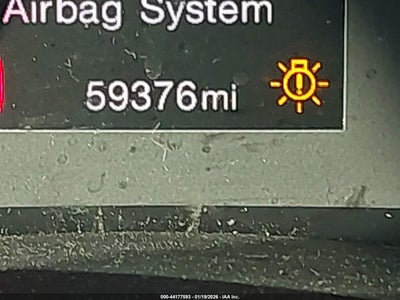 Airbag System
59376mi
000-44177593 - 01/19/2026 - IAA Inc.